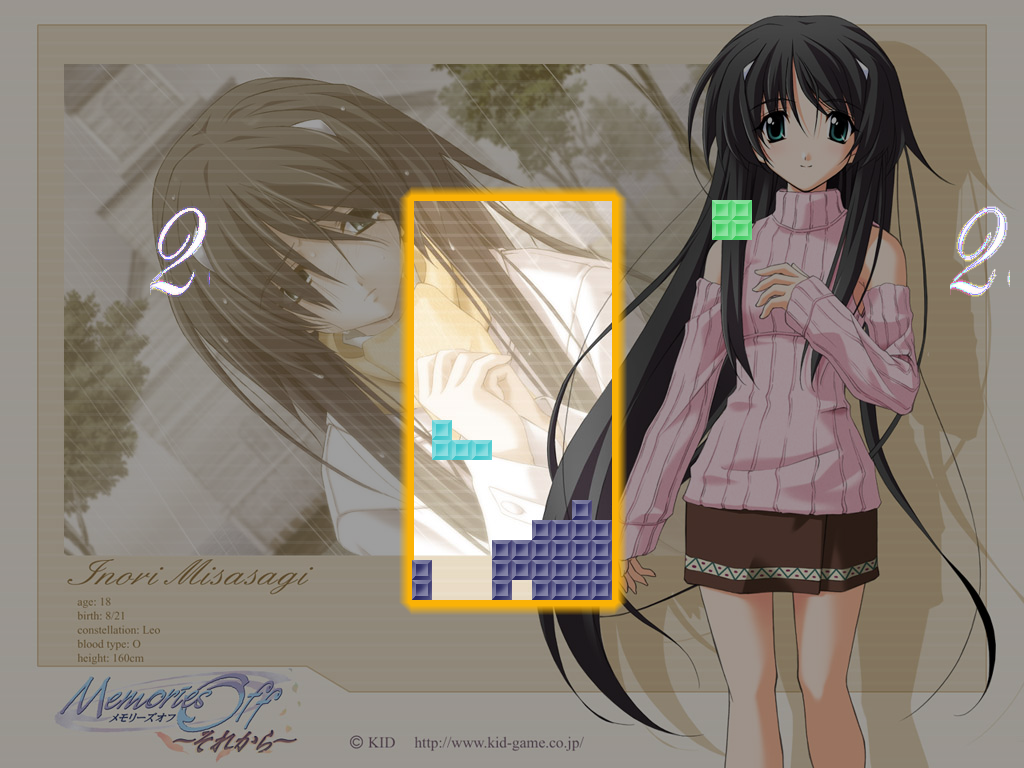 2
2
Inori Misasagi
age: 18
birth: 8/21
constellation: Leo
blood type: O
height: 160cm
Memories Off
メモリーズオフ
~それから~
© KID http://www.kid-game.co.jp/